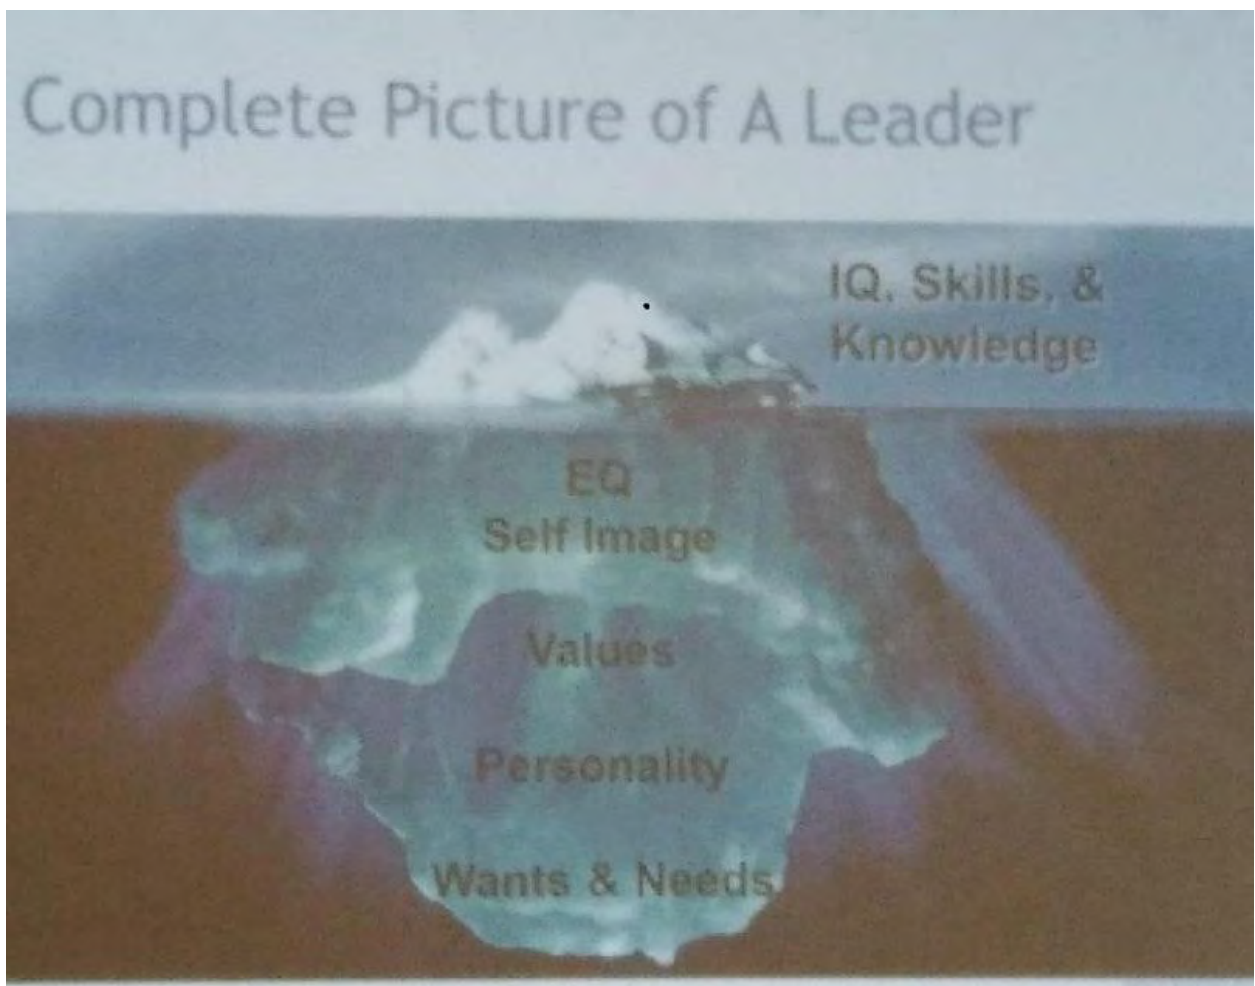 Complete Picture of A Leader
IQ, Skills, &
Knowledge
EQ
Self Image
Values
Personality
Wants & Needs